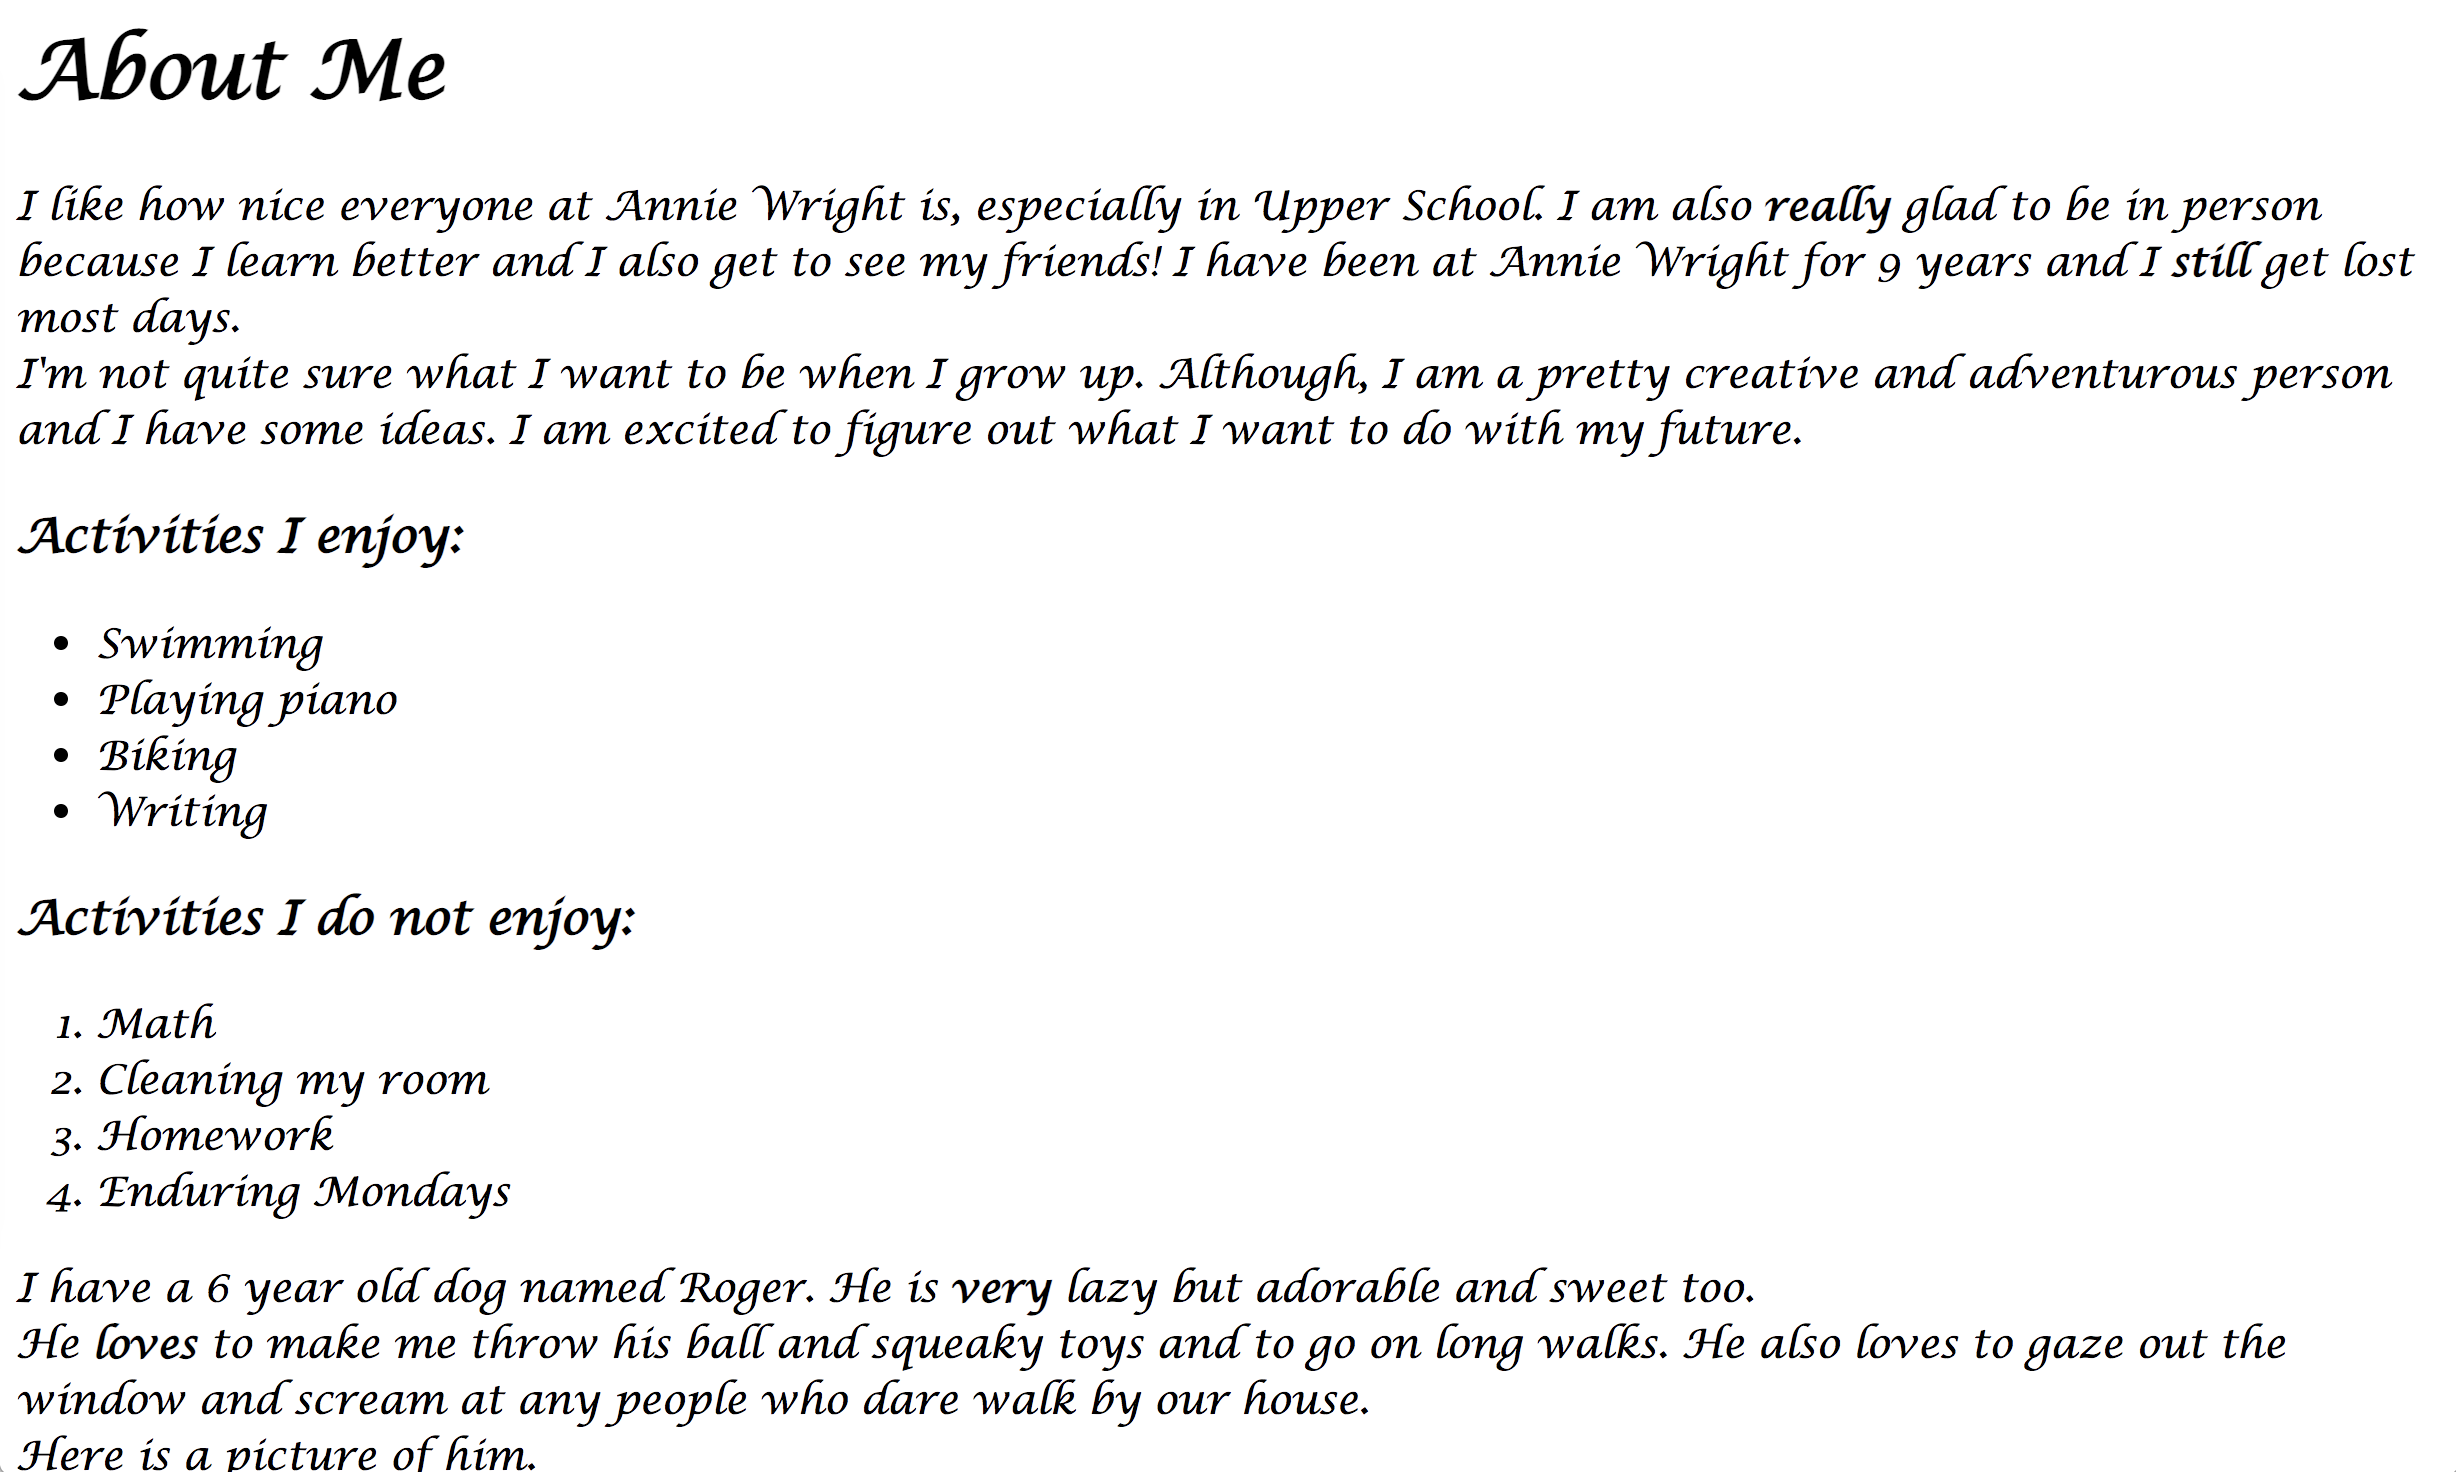 About Me
I like how nice everyone at Annie Wright is, especially in Upper School. I am also really glad to be in person
because I learn better and I also get to see my friends! I have been at Annie Wright for 9 years and I still get lost
most days.
I'm not quite sure what I want to be when I grow up. Although, I am a pretty creative and adventurous person
and I have some ideas. I am excited to figure out what I want to do with my future.
Activities I enjoy:
• Swimming
• Playing piano
• Biking
• Writing
Activities I do not enjoy:
1. Math
2. Cleaning my room
3. Homework
4. Enduring Mondays
I have a 6 year old dog named Roger. He is very lazy but adorable and sweet too.
He loves to make me throw his ball and squeaky toys and to go on long walks. He also loves to gaze out the
window and scream at any people who dare walk by our house.
Here is a picture of him.